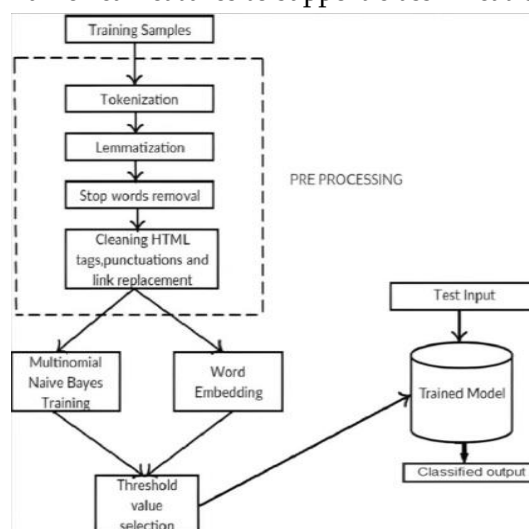 Training Samples
Tokenization
Lemmatization
Stop words removal
Cleaning HTML
tags,punctuations and
link replacement
PRE PROCESSING
Multinomial
Naive Bayes
Training
Word
Embedding
Threshold
value
selection
Test Input
Trained Model
Classified output